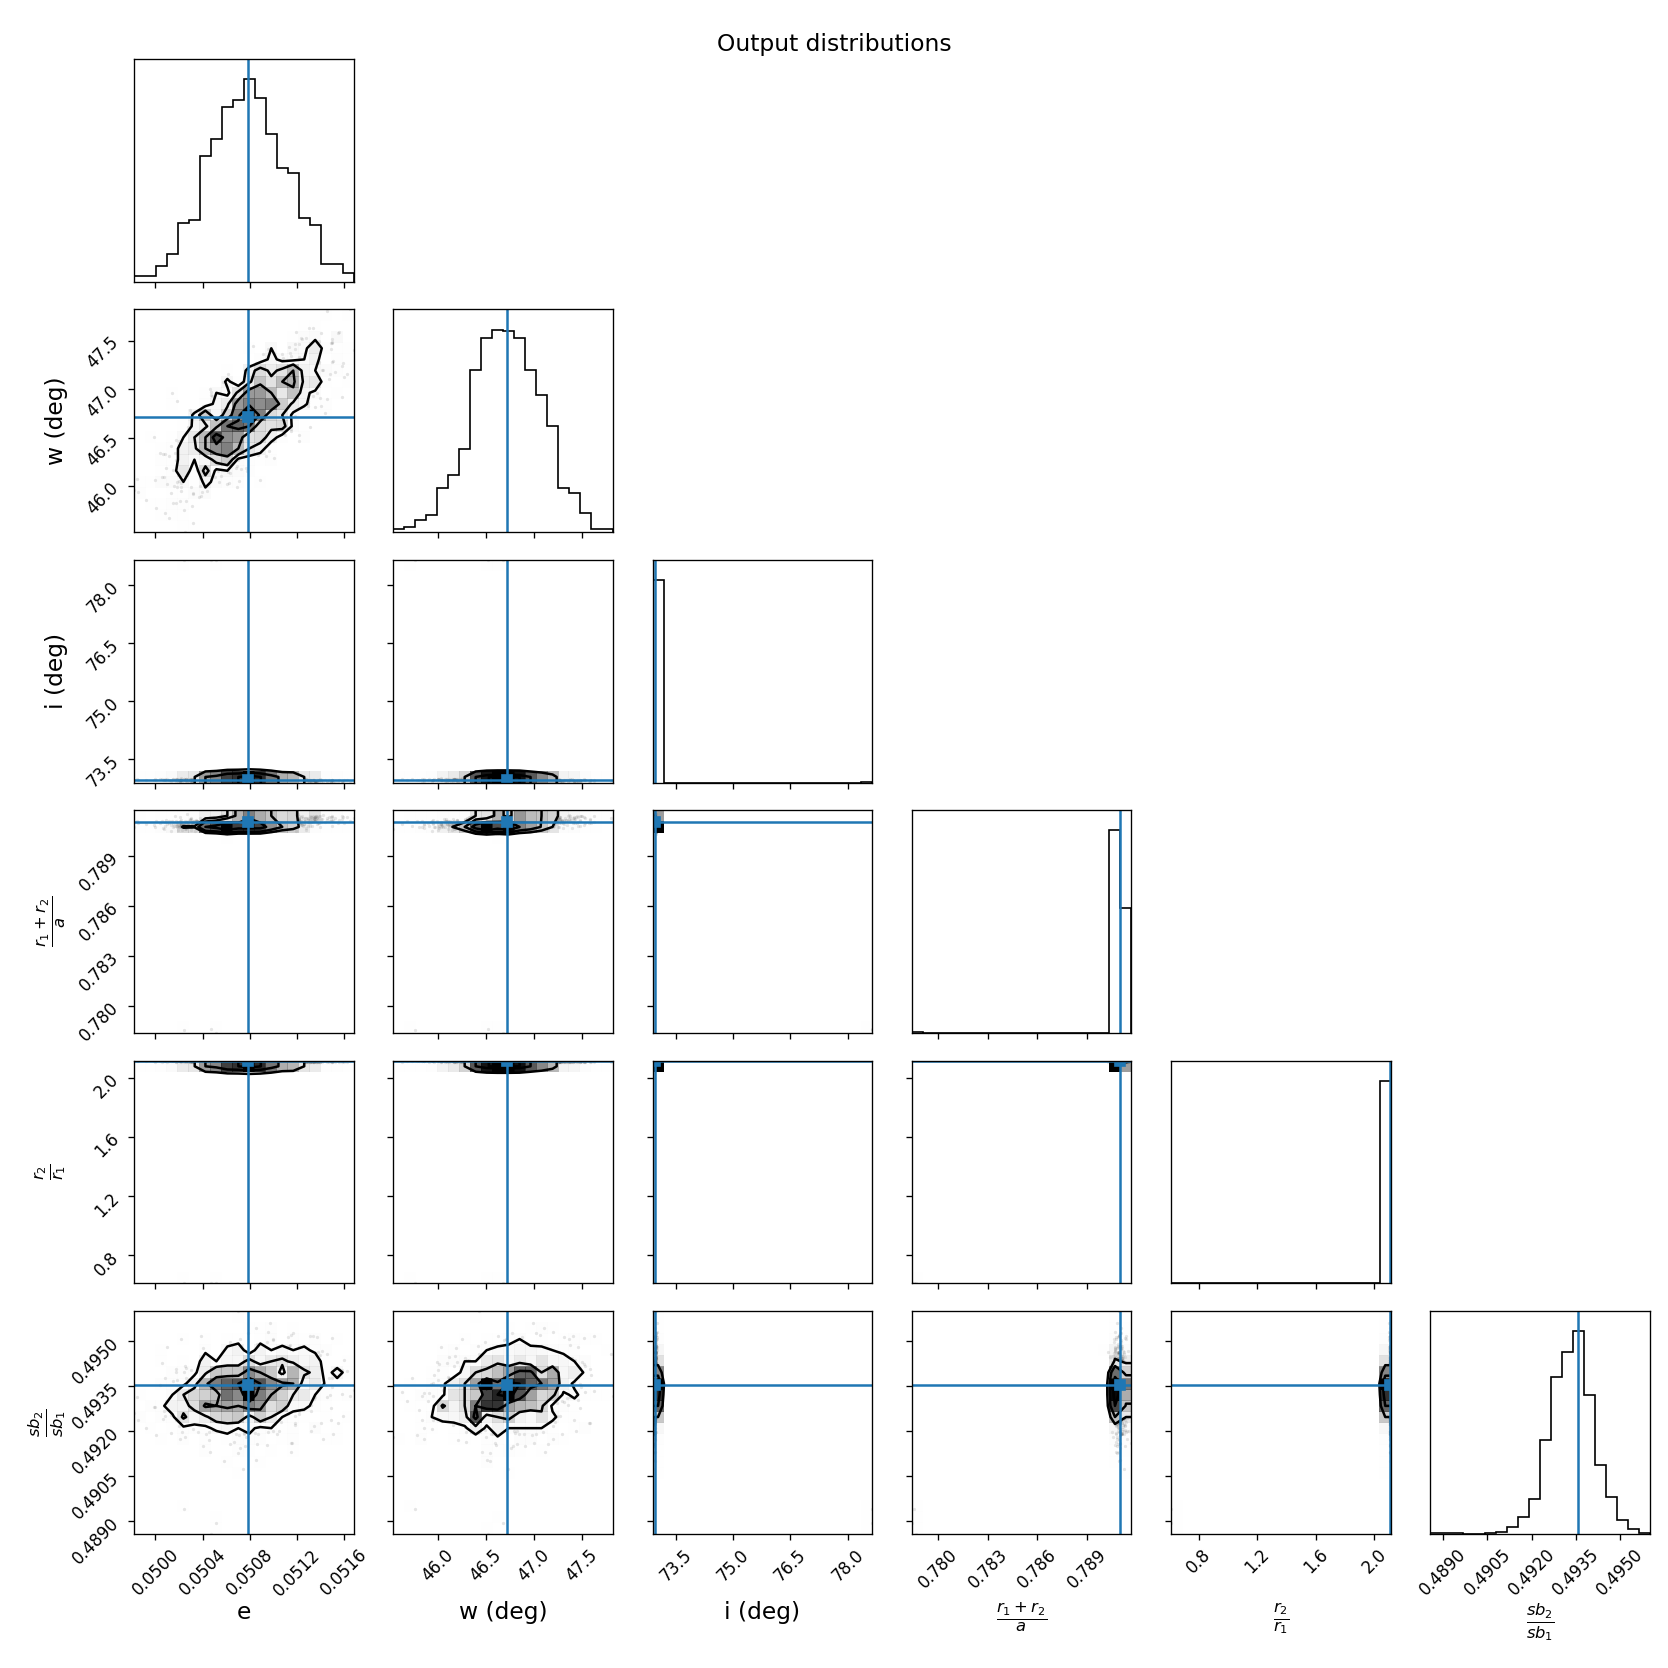 Output distributions
w (deg)
47.5
47.0
46.5
46.0
i (deg)
78.0
76.5
75.0
73.5
r₁ + r₂
a
0.789
0.786
0.783
0.780
r₂
r₁
2.0
1.6
1.2
0.8
sb₂
sb₁
0.4950
0.4935
0.4920
0.4905
0.4890
0.0500 0.0504 0.0508 0.0512 0.0516 46.0 46.5 47.0 47.5 73.5 75.0 76.5 78.0 0.780 0.783 0.786 0.789 0.8 1.2 1.6 2.0 0.4890 0.4905 0.4920 0.4935 0.4950
e w (deg) i (deg) r₁ + r₂ r₂ sb₂
a r₁ sb₁